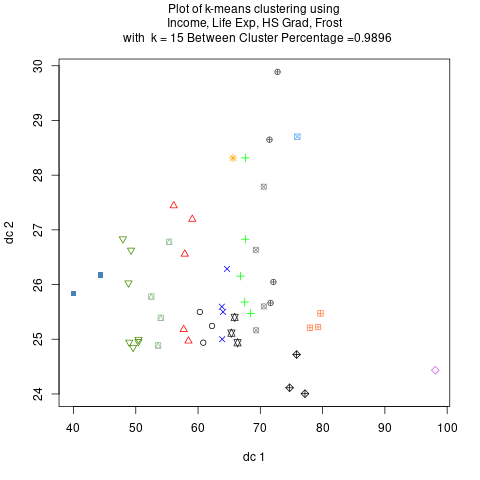 Plot of k-means clustering using
Income, Life Exp, HS Grad, Frost
with  k = 15 Between Cluster Percentage =0.9896
30
29
28
27
26
25
24
dc 2
40 50 60 70 80 90 100
dc 1